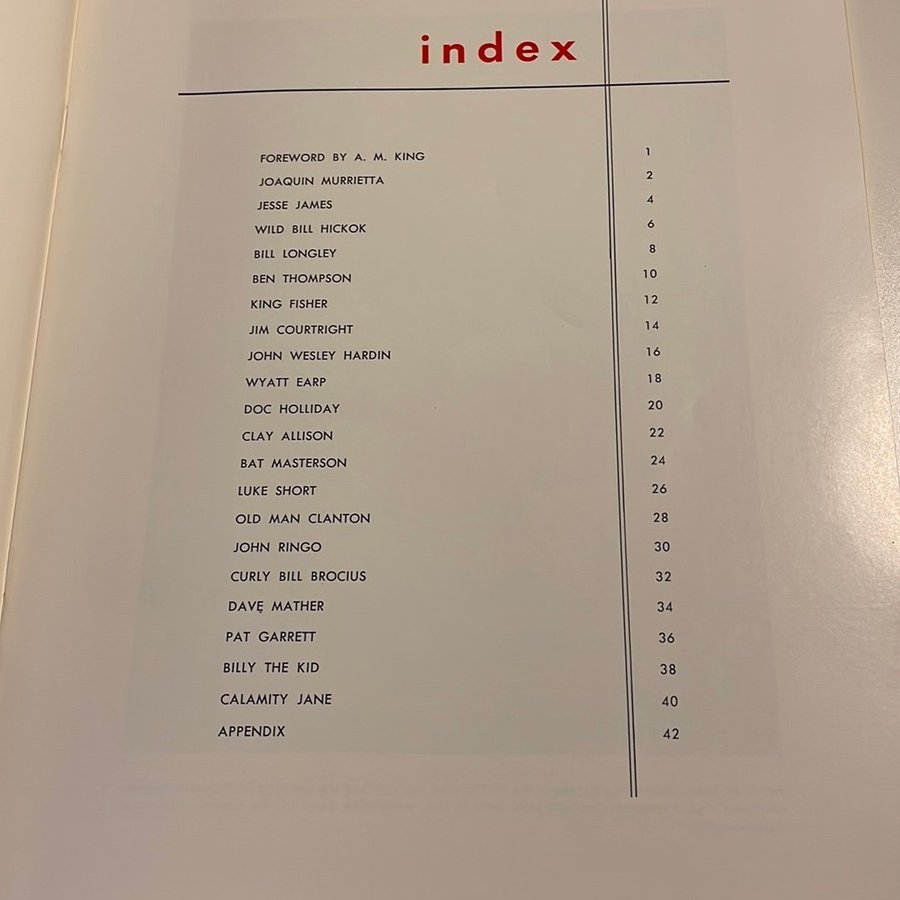 index
FOREWORD BY A. M. KING 1
JOAQUIN MURRIETTA 2
JESSE JAMES 4
WILD BILL HICKOK 6
BILL LONGLEY 8
BEN THOMPSON 10
KING FISHER 12
JIM COURTRIGHT 14
JOHN WESLEY HARDIN 16
WYATT EARP 18
DOC HOLLIDAY 20
CLAY ALLISON 22
BAT MASTERSON 24
LUKE SHORT 26
OLD MAN CLANTON 28
JOHN RINGO 30
CURLY BILL BROCIUS 32
DAVE MATHER 34
PAT GARRETT 36
BILLY THE KID 38
CALAMITY JANE 40
APPENDIX 42